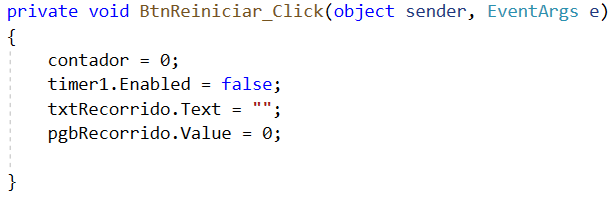 private void BtnReiniciar_Click(object sender, EventArgs e)
{
    contador = 0;
    timer1.Enabled = false;
    txtRecorrido.Text = "";
    pgbRecorrido.Value = 0;
}